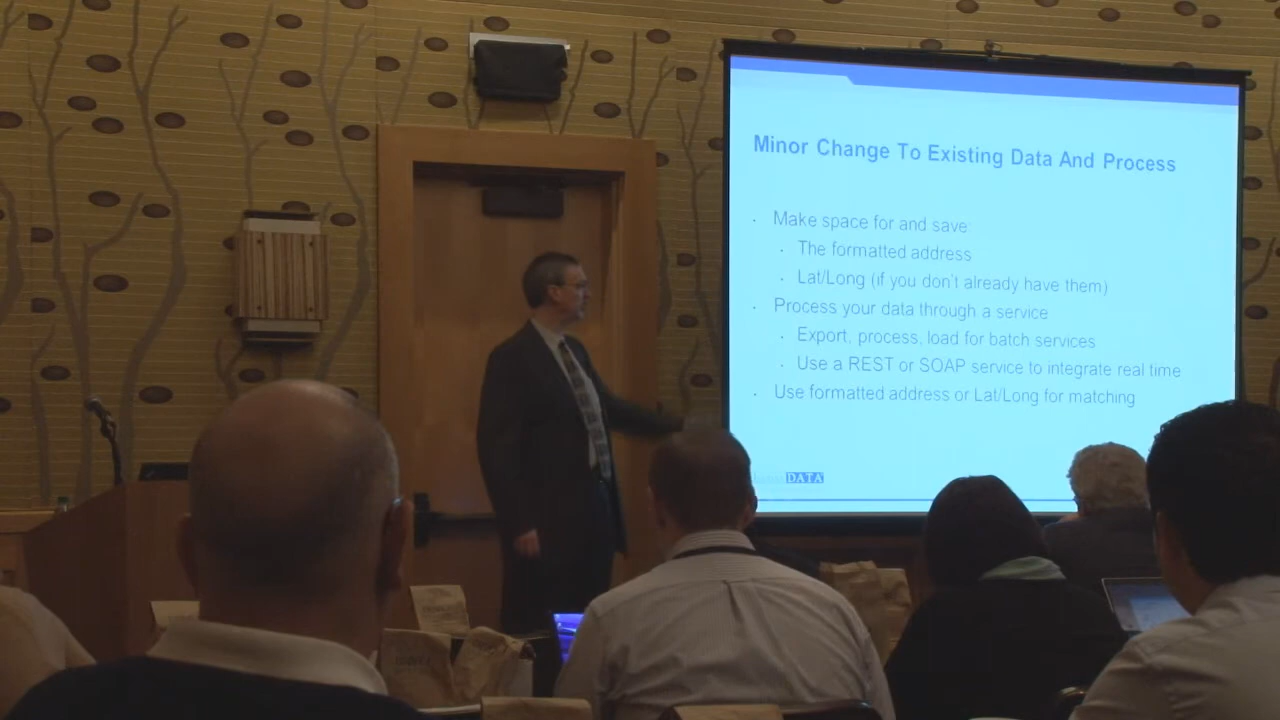 Minor Change To Existing Data And Process
Make space for and save:
The formatted address
Lat/Long (if you don't already have them)
Process your data through a service
Export, process, load for batch services
Use a REST or SOAP service to integrate real time
Use formatted address or Lat/Long for matching
DATA